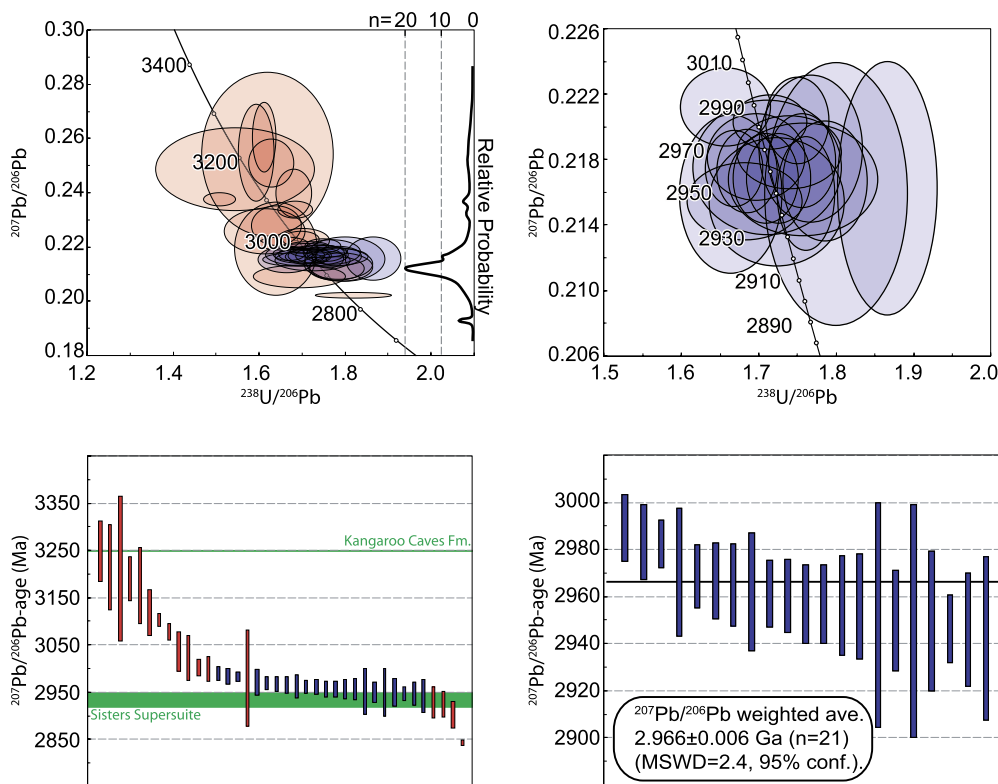 n=20 10 0
0.30
0.28
0.26
0.24
0.22
0.20
0.18
207Pb/206Pb
3400
3200
3000
2800
Relative Probability
1.2 1.4 1.6 1.8 2.0
238U/206Pb
0.226
0.222
0.218
0.214
0.210
0.206
207Pb/206Pb
3010
2990
2970
2950
2930
2910
2890
1.5 1.6 1.7 1.8 1.9 2.0
238U/206Pb
3350
3250
3150
3050
2950
2850
207Pb/206Pb-age (Ma)
Kangaroo Caves Fm.
Sisters Supersuite
3000
2980
2960
2940
2920
2900
207Pb/206Pb-age (Ma)
207Pb/206Pb weighted ave.
2.966±0.006 Ga (n=21)
(MSWD=2.4, 95% conf.).